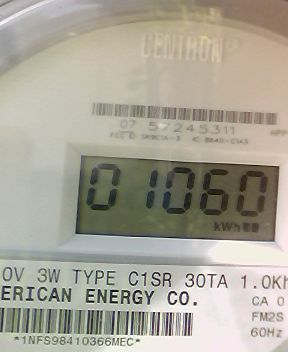 CENTRON®
07 57245311
01060
kWh
0V 3W TYPE C1SR 30TA 1.0Kh
ERICAN ENERGY CO.
CA 0
FM2S
60Hz
*1NFS98410366MEC*